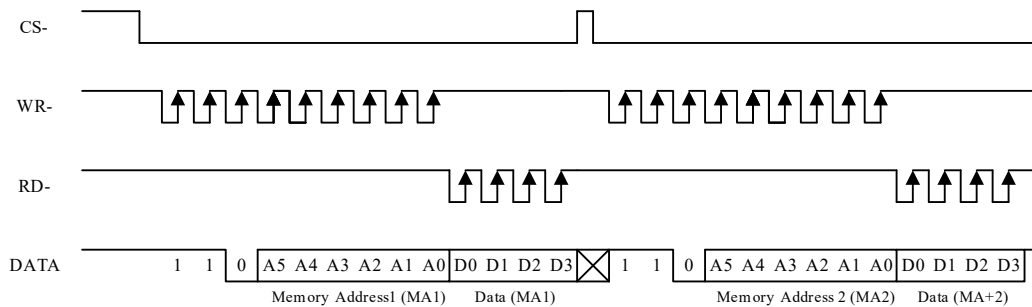 CS-
WR-
RD-
DATA 1 1 0 A5 A4 A3 A2 A1 A0 D0 D1 D2 D3 1 1 0 A5 A4 A3 A2 A1 A0 D0 D1 D2 D3
Memory Address1 (MA1) Data (MA1) Memory Address 2 (MA2) Data (MA+2)